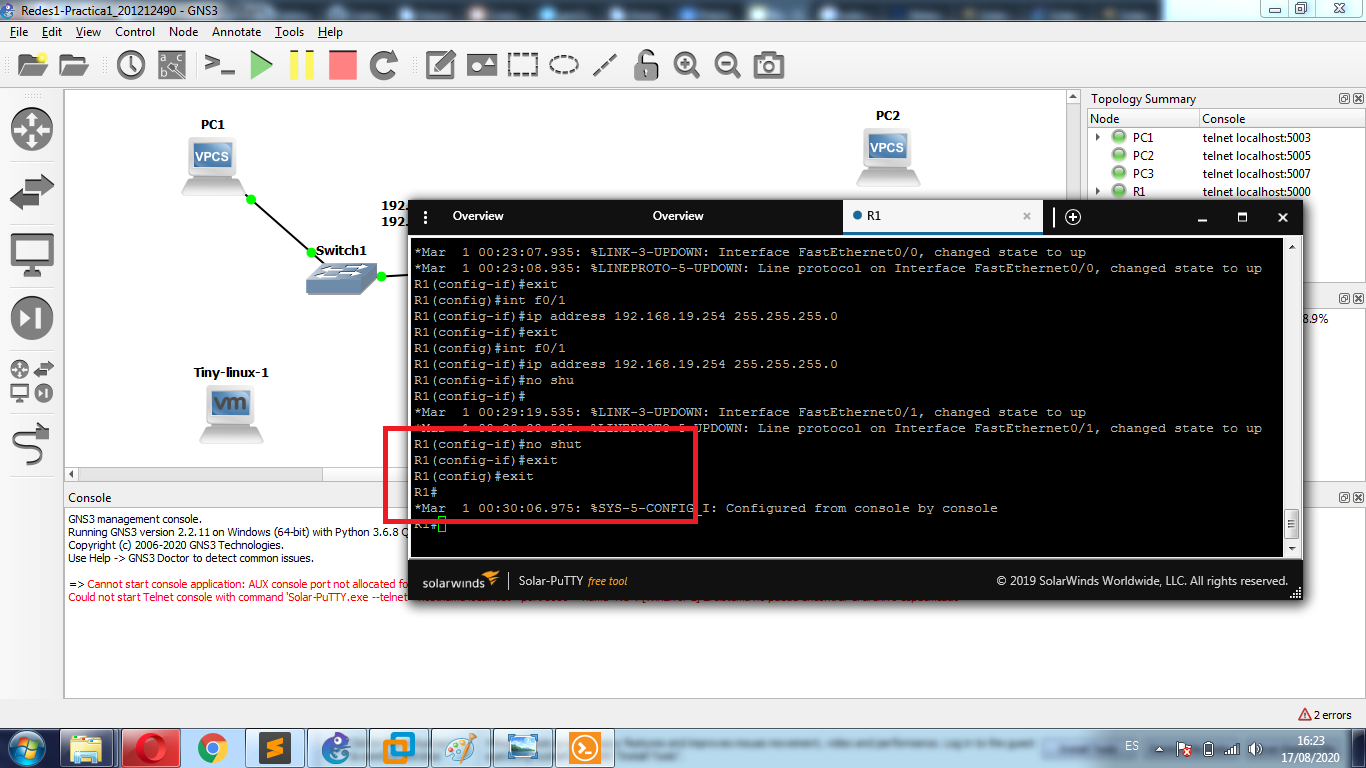 Redes1-Practica1_201212490 - GNS3
File Edit View Control Node Annotate Tools Help
PC1
VPCS
PC2
VPCS
192.
192.
Switch1
Tiny-linux-1
vm
Topology Summary
Node Console
PC1 telnet localhost:5003
PC2 telnet localhost:5005
PC3 telnet localhost:5007
R1 telnet localhost:5000
8.9%
Overview Overview R1
*Mar 1 00:23:07.935: %LINK-3-UPDOWN: Interface FastEthernet0/0, changed state to up
*Mar 1 00:23:08.935: %LINEPROTO-5-UPDOWN: Line protocol on Interface FastEthernet0/0, changed state to up
R1(config-if)#exit
R1(config)#int f0/1
R1(config-if)#ip address 192.168.19.254 255.255.255.0
R1(config-if)#exit
R1(config)#int f0/1
R1(config-if)#ip address 192.168.19.254 255.255.255.0
R1(config-if)#no shu
R1(config-if)#
*Mar 1 00:29:19.535: %LINK-3-UPDOWN: Interface FastEthernet0/1, changed state to up
*Mar 1 %LINEPROTO-5-UPDOWN: Line protocol on Interface FastEthernet0/1, changed state to up
R1(config-if)#no shut
R1(config-if)#exit
R1(config)#exit
R1#
*Mar 1 00:30:06.975: %SYS-5-CONFIG_I: Configured from console by console
R1#
solarwinds Solar-PuTTY free tool © 2019 SolarWinds Worldwide, LLC. All rights reserved.
Console
GNS3 management console.
Running GNS3 version 2.2.11 on Windows (64-bit) with Python 3.6.8 Q
Copyright (c) 2006-2020 GNS3 Technologies.
Use Help -> GNS3 Doctor to detect common issues.
=> Cannot start console application: AUX console port not allocated fo
Could not start Telnet console with command 'Solar-PuTTY.exe --telnet
2 errors
ES
16:23
17/08/2020